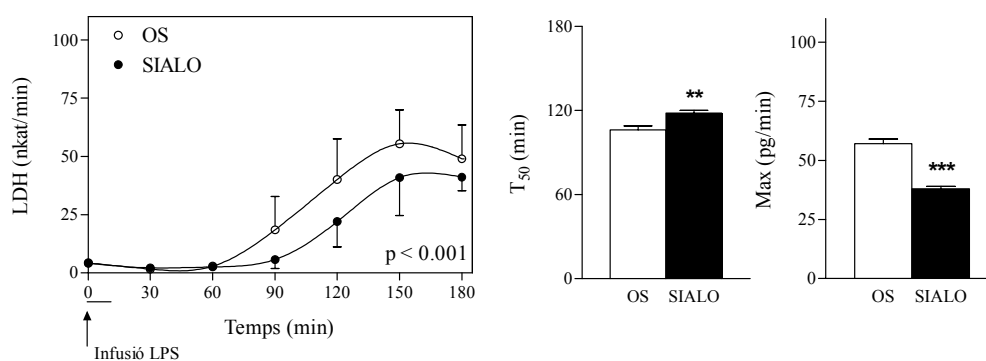 100
75
50
25
0
LDH (nkat/min)
OS
SIALO
p < 0.001
0 30 60 90 120 150 180
Temps (min)
Infusió LPS
180
120
60
0
T50 (min)
**
OS SIALO
100
75
50
25
0
Max (pg/min)
***
OS SIALO